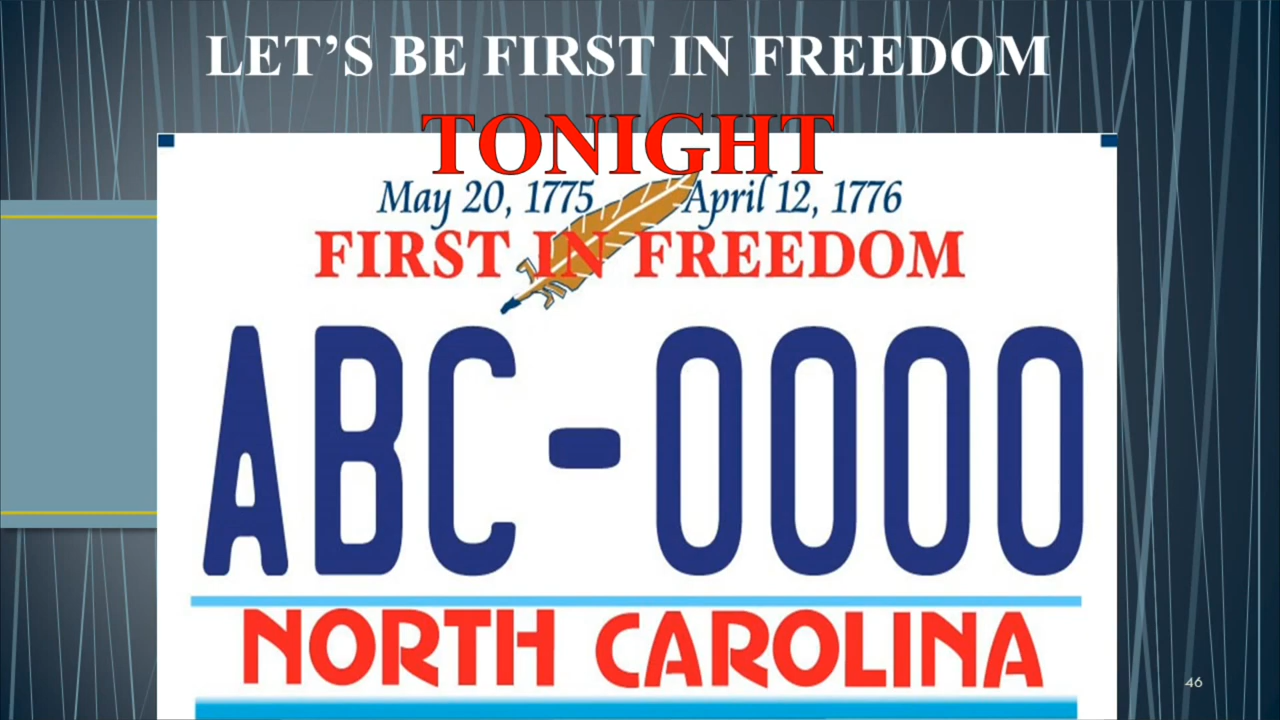 LET’S BE FIRST IN FREEDOM
TONIGHT
May 20, 1775 April 12, 1776
FIRST IN FREEDOM
ABC-0000
NORTH CAROLINA
46